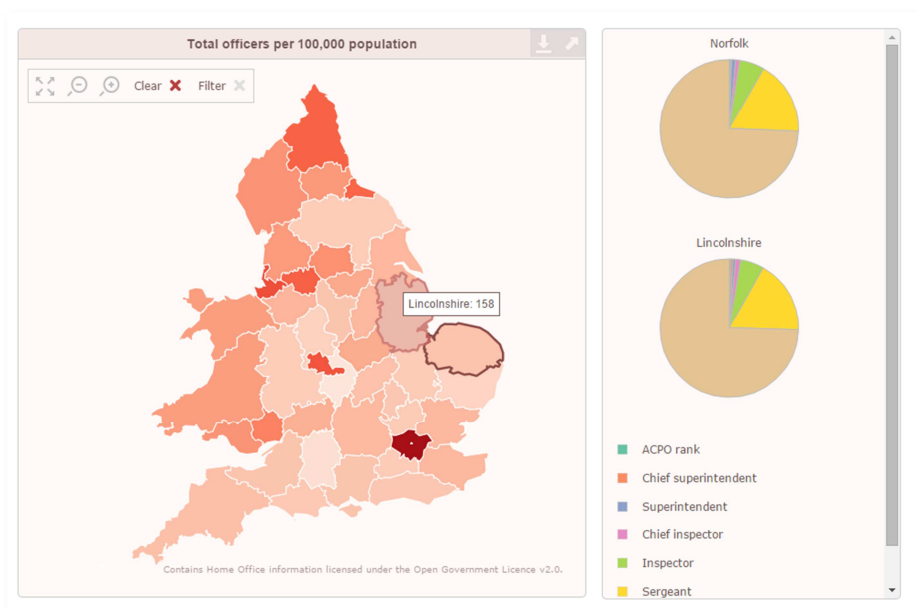 Total officers per 100,000 population
Clear
Filter
Lincolnshire: 158
Contains Home Office information licensed under the Open Government Licence v2.0.
Norfolk
Lincolnshire
ACPO rank
Chief superintendent
Superintendent
Chief inspector
Inspector
Sergeant